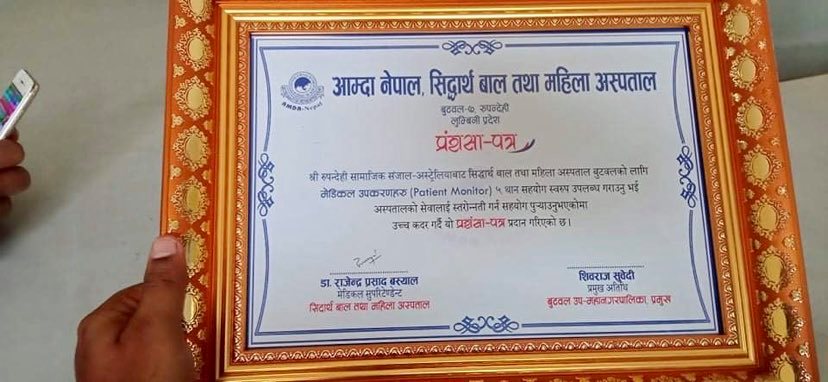 AMDA-Nepal
आम्दा नेपाल, सिद्धार्थ बाल तथा महिला अस्पताल
बुटवल-७, रुपन्देही
लुम्बिनी प्रदेश
प्रंशसा-पत्र
श्री रुपन्देही सामाजिक संजाल-अस्ट्रेलियाबाट सिद्धार्थ बाल तथा महिला अस्पताल बुटवलको लागि
मेडिकल उपकरणहरु (Patient Monitor) ५ थान सहयोग स्वरुप उपलब्ध गराउनु भई
अस्पतालको सेवालाई स्तरोन्नती गर्न सहयोग पुर्‍याउनुभएकोमा
उच्च कदर गर्दै यो प्रशंसा-पत्र प्रदान गरिएको छ।
डा. राजेन्द्र प्रसाद बस्याल
मेडिकल सुपरिटेण्डेन्ट
सिदार्थ बाल तथा महिला अस्पताल
शिवराज सुवेदी
प्रमुख अतिथि
बुटवल उप-महानगरपालिका, प्रमुख